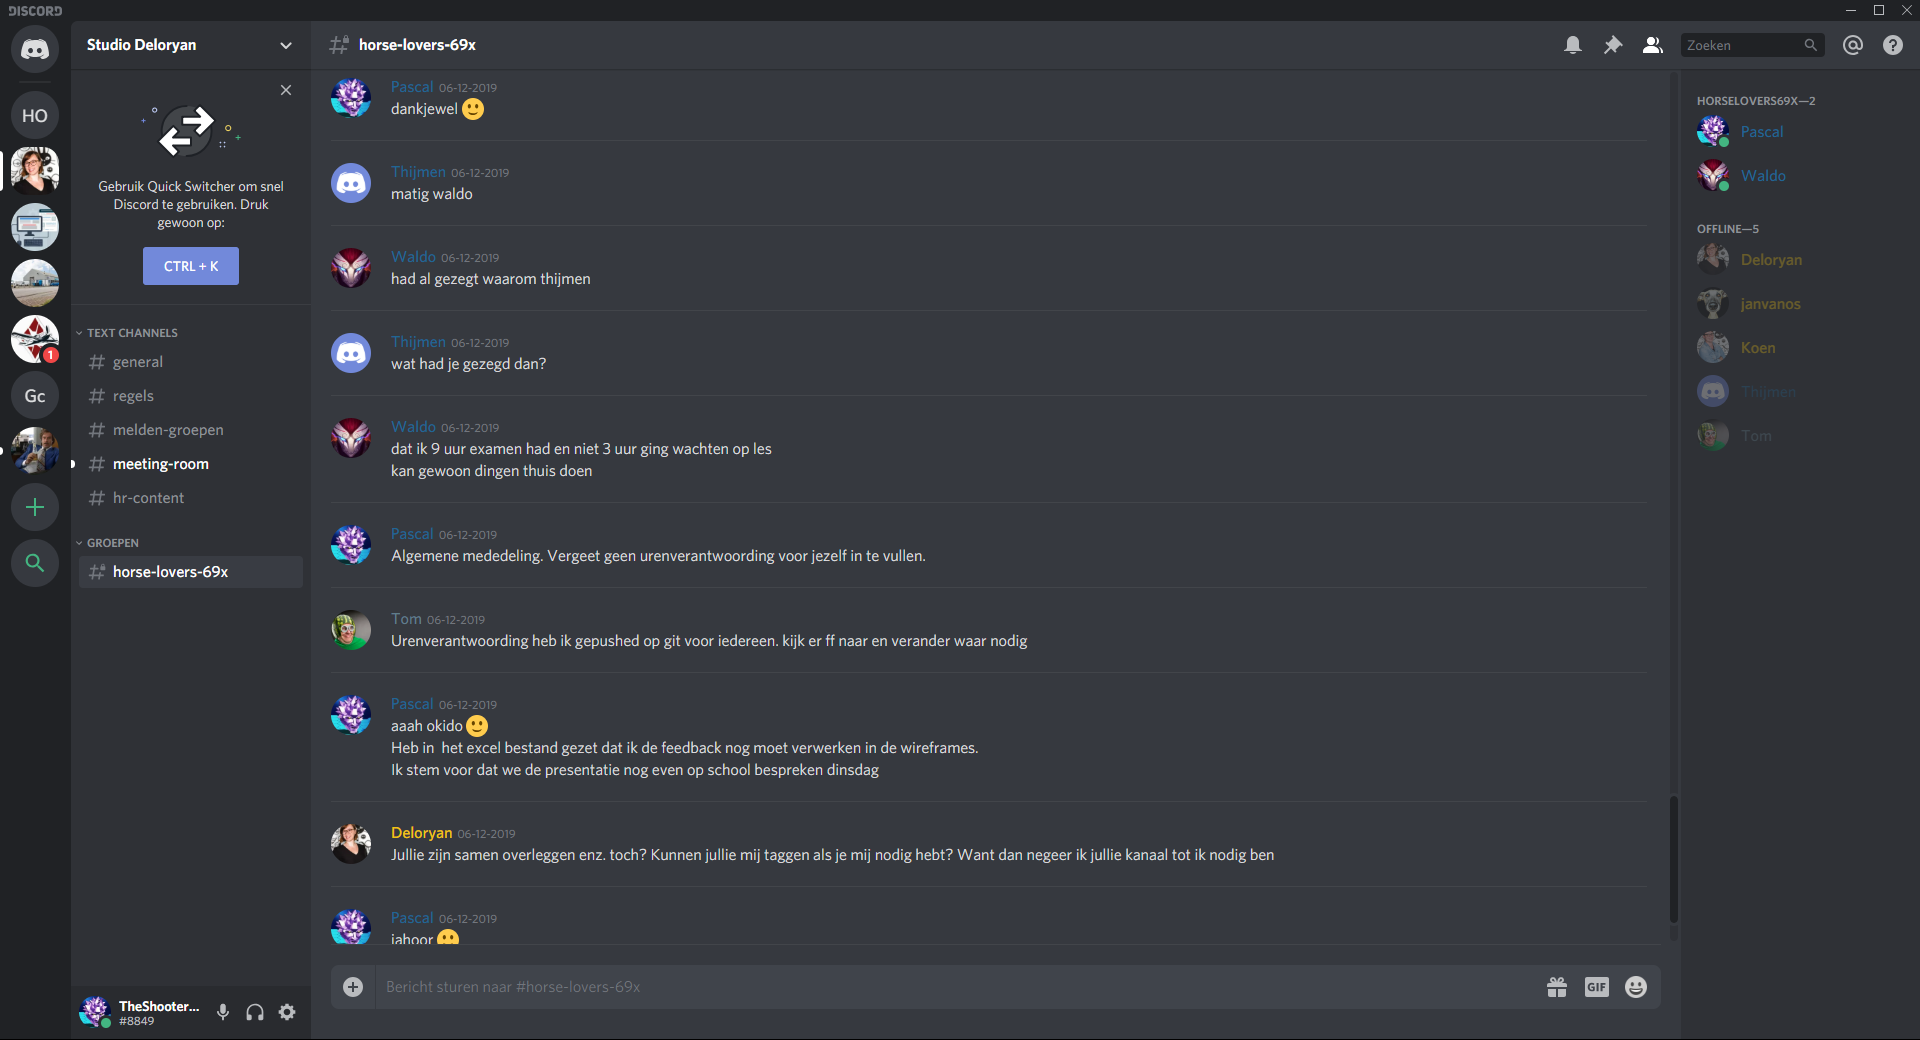 DISCORD
HO
Gc
1
Studio Deloryan
Gebruik Quick Switcher om snel
Discord te gebruiken. Druk
gewoon op:
CTRL + K
TEXT CHANNELS
general
regels
melden-groepen
meeting-room
hr-content
GROEPEN
horse-lovers-69x
TheShooter...
#8849
horse-lovers-69x
Zoeken
Pascal 06-12-2019
dankjewel
Thijmen 06-12-2019
matig waldo
Waldo 06-12-2019
had al gezegt waarom thijmen
Thijmen 06-12-2019
wat had je gezegd dan?
Waldo 06-12-2019
dat ik 9 uur examen had en niet 3 uur ging wachten op les
kan gewoon dingen thuis doen
Pascal 06-12-2019
Algemene mededeling. Vergeet geen urenverantwoording voor jezelf in te vullen.
Tom 06-12-2019
Urenverantwoording heb ik gepushed op git voor iedereen. kijk er ff naar en verander waar nodig
Pascal 06-12-2019
aaah okido
Heb in  het excel bestand gezet dat ik de feedback nog moet verwerken in de wireframes.
Ik stem voor dat we de presentatie nog even op school bespreken dinsdag
Deloryan 06-12-2019
Jullie zijn samen overleggen enz. toch? Kunnen jullie mij taggen als je mij nodig hebt? Want dan negeer ik jullie kanaal tot ik nodig ben
Pascal 06-12-2019
jahoor
Bericht sturen naar #horse-lovers-69x
GIF
HORSELOVERS69X—2
Pascal
Waldo
OFFLINE—5
Deloryan
janvanos
Koen
Thijmen
Tom